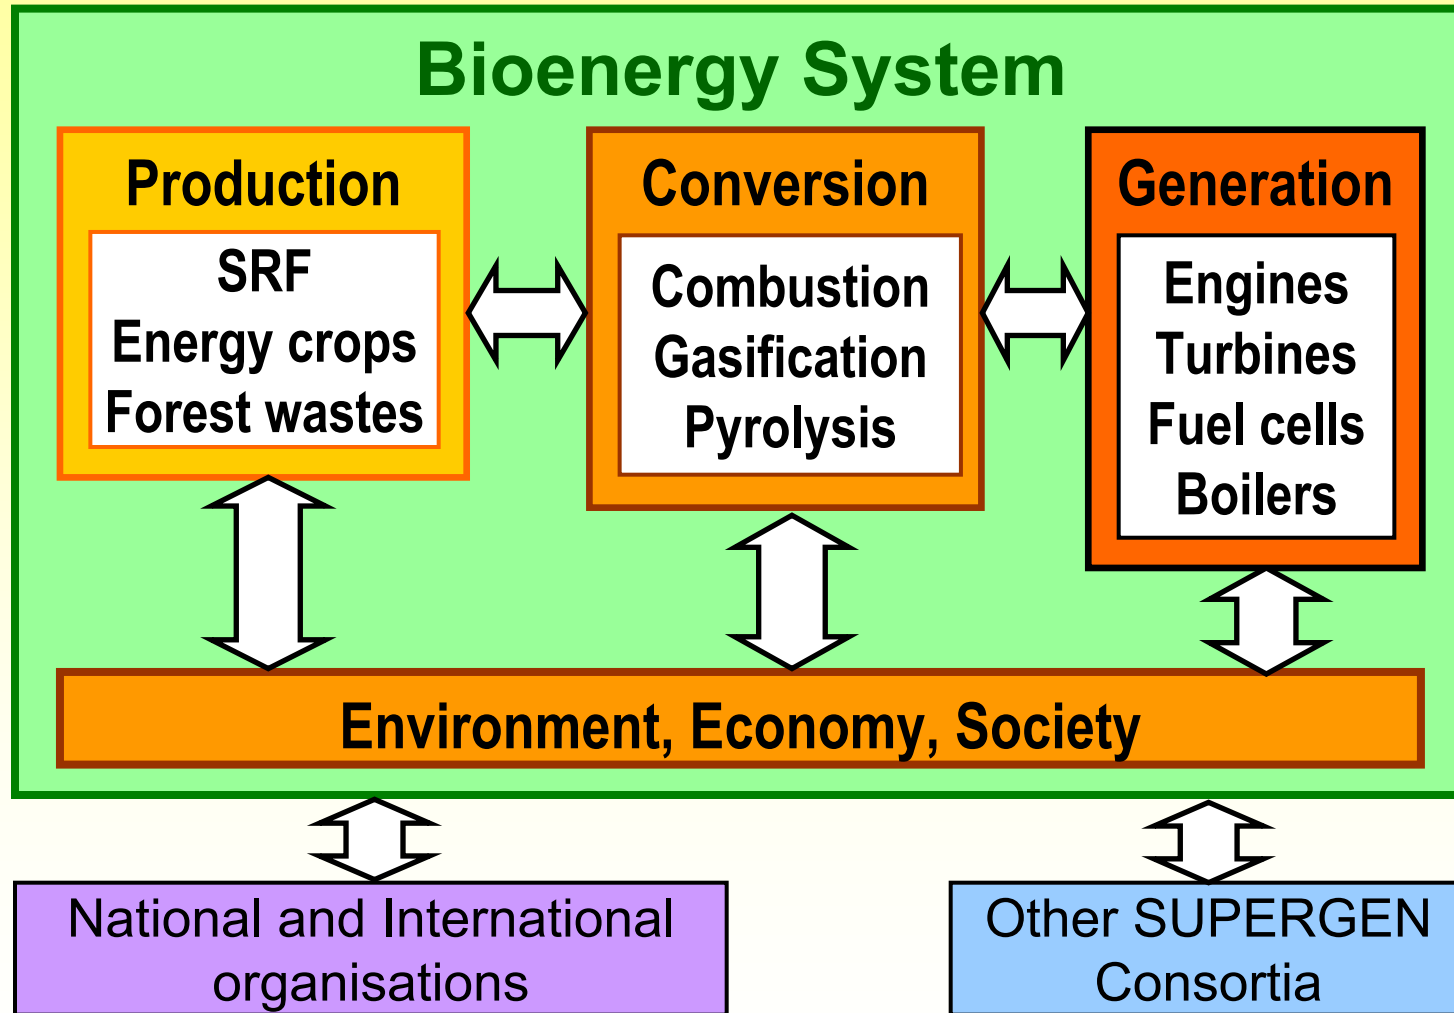 Bioenergy System
Production
SRF
Energy crops
Forest wastes
Conversion
Combustion
Gasification
Pyrolysis
Generation
Engines
Turbines
Fuel cells
Boilers
Environment, Economy, Society
National and International
organisations
Other SUPERGEN
Consortia